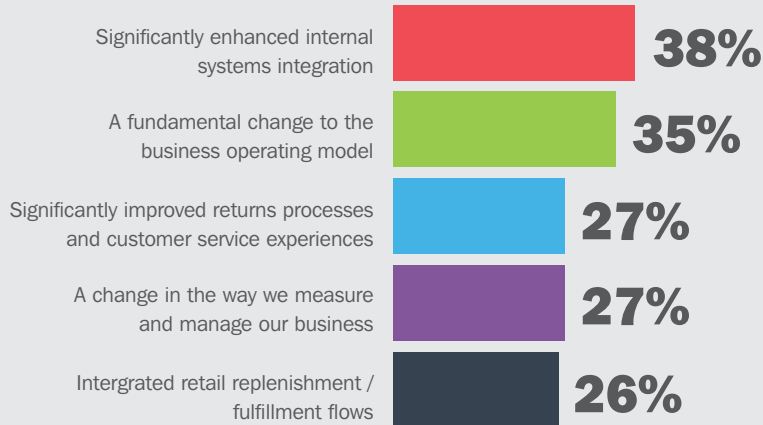 Significantly enhanced internal
systems integration
38%
A fundamental change to the
business operating model
35%
Significantly improved returns processes
and customer service experiences
27%
A change in the way we measure
and manage our business
27%
Intergrated retail replenishment /
fulfillment flows
26%